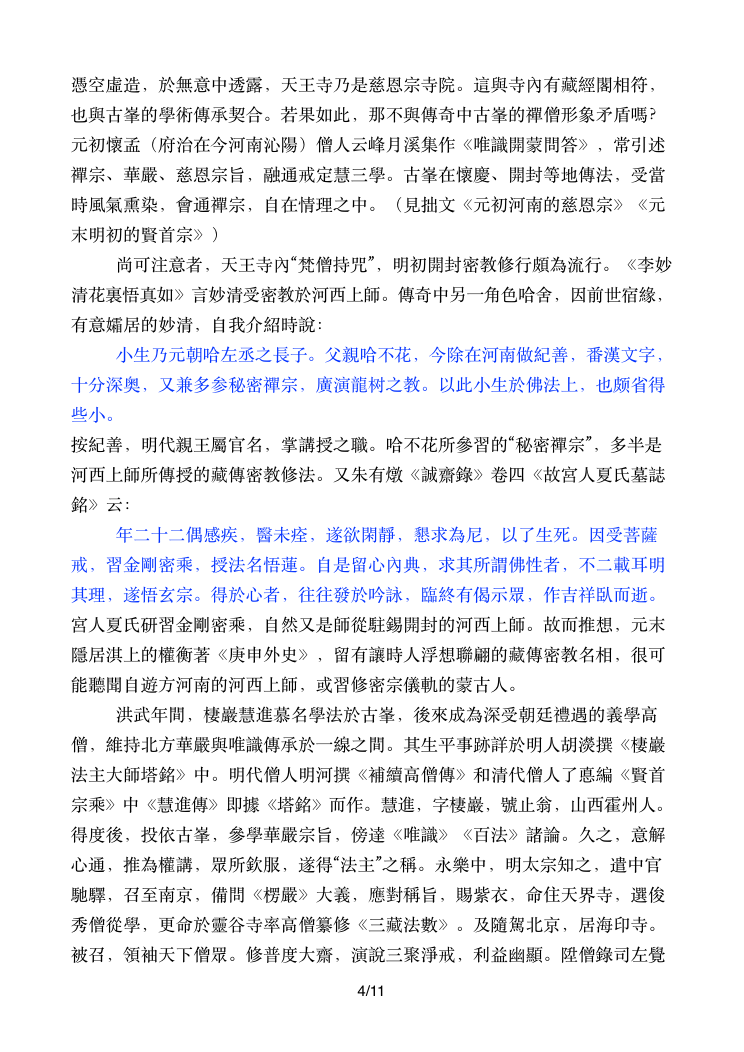 憑空虛造，於無意中透露，天王寺乃是慈恩宗寺院。這與寺內有藏經閣相符，
也與古峯的學術傳承契合。若果如此，那不與傳奇中古峯的禪僧形象矛盾嗎？
元初懷孟（府治在今河南沁陽）僧人云峰月溪集作《唯識開蒙問答》，常引述
禪宗、華嚴、慈恩宗旨，融通戒定慧三學。古峯在懷慶、開封等地傳法，受當
時風氣熏染，會通禪宗，自在情理之中。（見拙文《元初河南的慈恩宗》《元
末明初的賢首宗》）
尚可注意者，天王寺內“梵僧持咒”，明初開封密教修行頗為流行。《李妙
清花裏悟真如》言妙清受密教於河西上師。傳奇中另一角色哈舍，因前世宿緣，
有意孀居的妙清，自我介紹時說：
小生乃元朝哈左丞之長子。父親哈不花，今除在河南做紀善，番漢文字，
十分深奥，又兼多参秘密禪宗，廣演龍树之教。以此小生於佛法上，也颇省得
些小。
按紀善，明代親王屬官名，掌講授之職。哈不花所參習的“秘密禪宗”，多半是
河西上師所傳授的藏傳密教修法。又朱有燉《誠齋錄》卷四《故宮人夏氏墓誌
銘》云：
年二十二偶感疾，醫未痊，遂欲閑靜，懇求為尼，以了生死。因受菩薩
戒，習金剛密乘，授法名悟蓮。自是留心內典，求其所謂佛性者，不二載耳明
其理，遂悟玄宗。得於心者，往往發於吟詠，臨終有偈示眾，作吉祥臥而逝。
宮人夏氏研習金剛密乘，自然又是師從駐錫開封的河西上師。故而推想，元末
隱居淇上的權衡著《庚申外史》，留有讓時人浮想聯翩的藏傳密教名相，很可
能聽聞自遊方河南的河西上師，或習修密宗儀軌的蒙古人。
洪武年間，棲巖慧進慕名學法於古峯，後來成為深受朝廷禮遇的義學高
僧，維持北方華嚴與唯識傳承於一線之間。其生平事跡詳於明人胡濙撰《棲巖
法主大師塔銘》中。明代僧人明河撰《補續高僧傳》和清代僧人了悳編《賢首
宗乘》中《慧進傳》即據《塔銘》而作。慧進，字棲巖，號止翁，山西霍州人。
得度後，投依古峯，參學華嚴宗旨，傍達《唯識》《百法》諸論。久之，意解
心通，推為權講，眾所欽服，遂得“法主”之稱。永樂中，明太宗知之，遣中官
馳驛，召至南京，備問《楞嚴》大義，應對稱旨，賜紫衣，命住天界寺，選俊
秀僧從學，更命於靈谷寺率高僧纂修《三藏法數》。及隨駕北京，居海印寺。
被召，領袖天下僧眾。修普度大齋，演說三聚淨戒，利益幽顯。陞僧錄司左覺
4/11